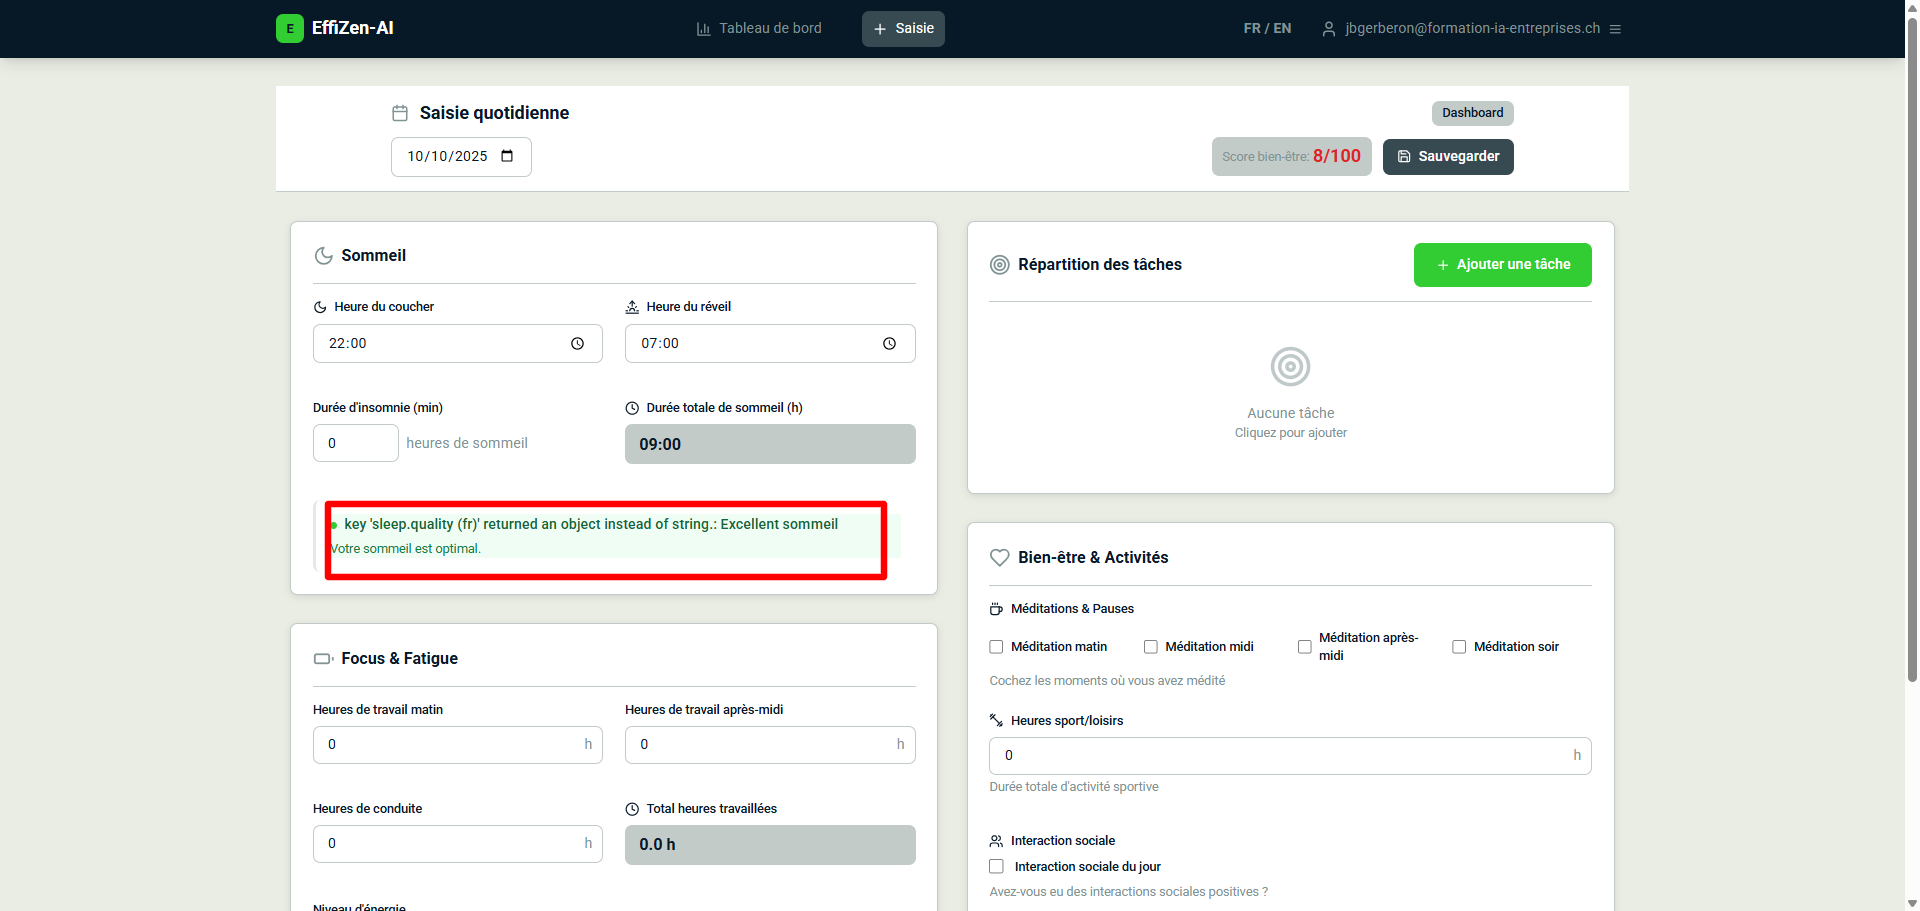 E EffiZen-AI
Tableau de bord
Saisie
FR / EN
jbgerberon@formation-ia-entreprises.ch
Saisie quotidienne
Dashboard
10/10/2025
Score bien-être: 8/100
Sauvegarder
Sommeil
Heure du coucher
Heure du réveil
22:00
07:00
Durée d'insomnie (min)
Durée totale de sommeil (h)
0
heures de sommeil
09:00
key 'sleep.quality (fr)' returned an object instead of string.: Excellent sommeil
Votre sommeil est optimal.
Focus & Fatigue
Heures de travail matin
Heures de travail après-midi
0 h
0 h
Heures de conduite
Total heures travaillées
0 h
0.0 h
Niveau d'énergie
Répartition des tâches
Ajouter une tâche
Aucune tâche
Cliquez pour ajouter
Bien-être & Activités
Méditations & Pauses
Méditation matin
Méditation midi
Méditation après-
midi
Méditation soir
Cochez les moments où vous avez médité
Heures sport/loisirs
0 h
Durée totale d'activité sportive
Interaction sociale
Interaction sociale du jour
Avez-vous eu des interactions sociales positives ?